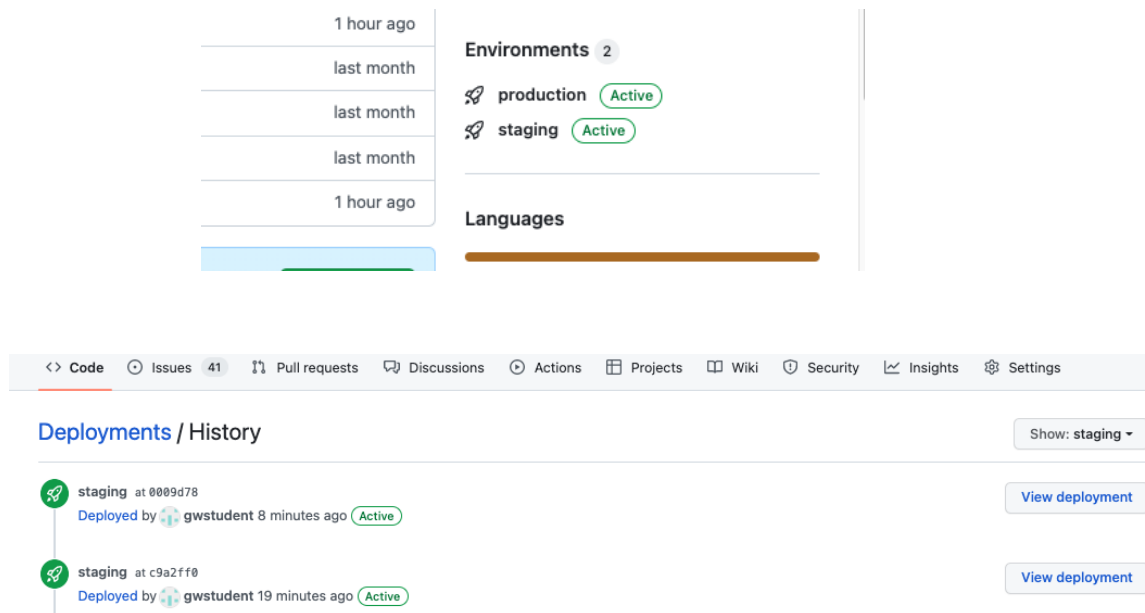 1 hour ago
last month
last month
last month
1 hour ago
Environments 2
production Active
staging Active
Languages
Code Issues 41 Pull requests Discussions Actions Projects Wiki Security Insights Settings
Deployments / History
Show: staging
staging at 0009d78
Deployed by gwstudent 8 minutes ago Active
View deployment
staging at c9a2ff0
Deployed by gwstudent 19 minutes ago Active
View deployment